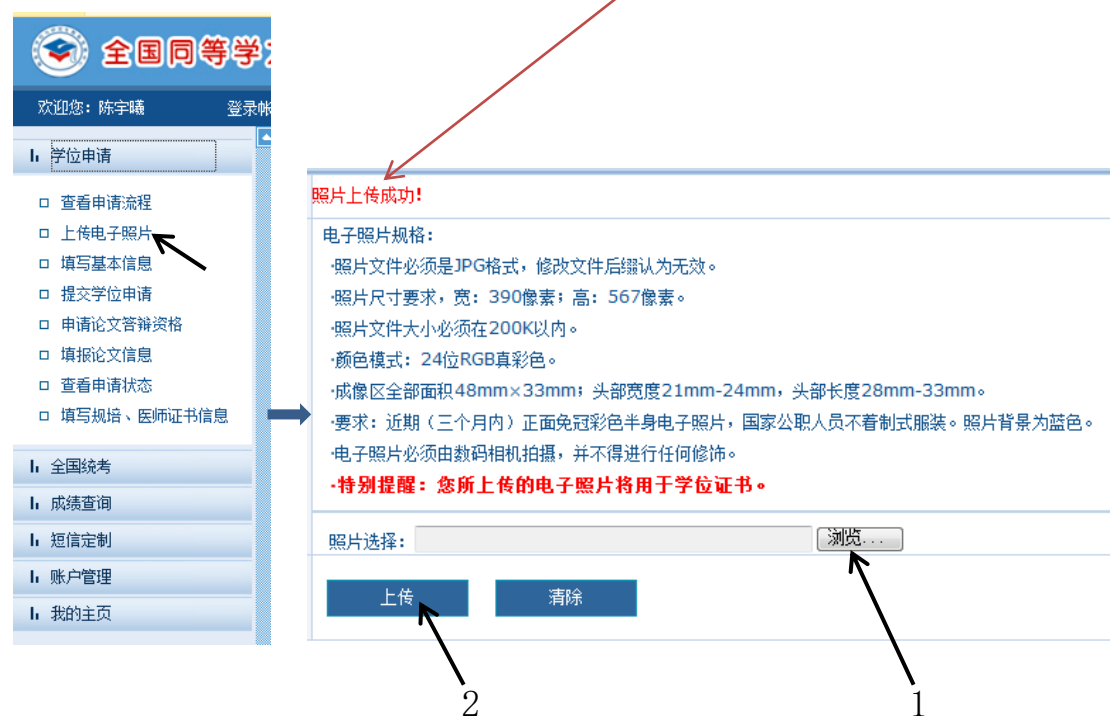 全国同等学
欢迎您：陈宇曦
登录帐
学位申请
查看申请流程
上传电子照片
填写基本信息
提交学位申请
申请论文答辩资格
填报论文信息
查看申请状态
填写规培、医师证书信息
全国统考
成绩查询
短信定制
账户管理
我的主页
照片上传成功!
电子照片规格：
·照片文件必须是JPG格式，修改文件后缀认为无效。
·照片尺寸要求，宽：390像素；高：567像素。
·照片文件大小必须在200K以内。
·颜色模式：24位RGB真彩色。
·成像区全部面积48mm×33mm；头部宽度21mm-24mm，头部长度28mm-33mm。
·要求：近期（三个月内）正面免冠彩色半身电子照片，国家公职人员不着制式服装。照片背景为蓝色。
·电子照片必须由数码相机拍摄，并不得进行任何修饰。
·特别提醒：您所上传的电子照片将用于学位证书。
照片选择：
浏览...
上传
清除
2
1